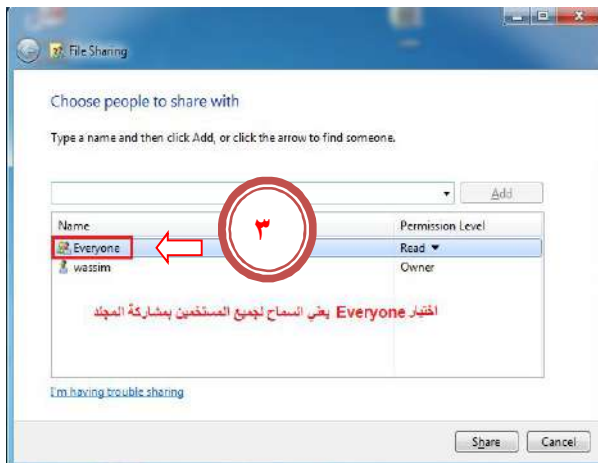 File Sharing
Choose people to share with
Type a name and then click Add, or click the arrow to find someone.
Add
Name Permission Level
٣
Everyone Read
wassim Owner
اختيار Everyone يعني السماح لجميع المستخمين بمشاركة المجلد
I'm having trouble sharing
Share Cancel